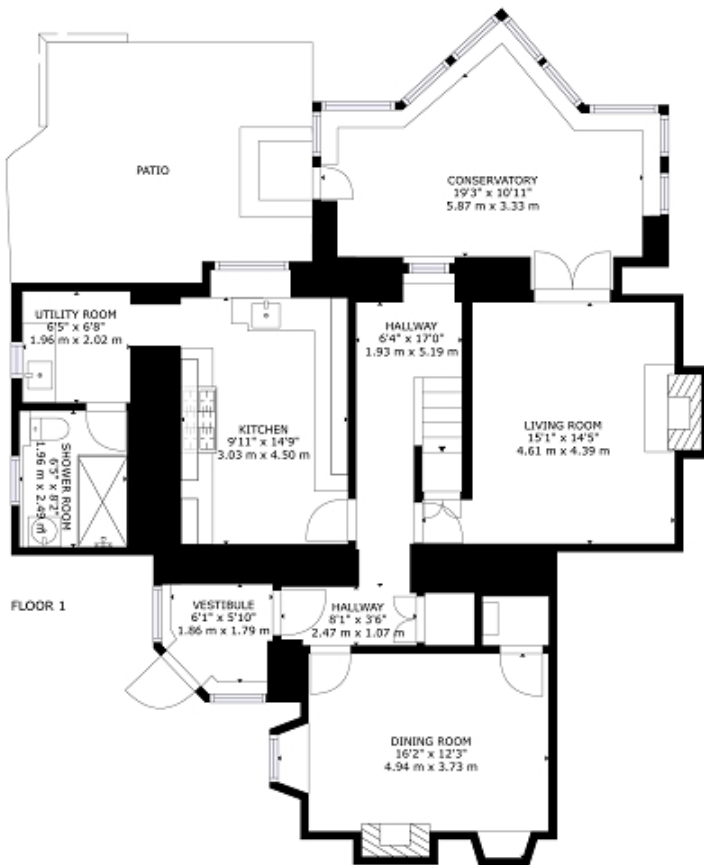 PATIO
CONSERVATORY
19'3" x 10'11"
5.87 m x 3.33 m
UTILITY ROOM
6'5" x 6'8"
1.96 m x 2.02 m
HALLWAY
6'4" x 17'0"
1.93 m x 5.19 m
KITCHEN
9'11" x 14'9"
3.03 m x 4.50 m
LIVING ROOM
15'1" x 14'5"
4.61 m x 4.39 m
SHOWER ROOM
6'5" x 8'2"
1.96 m x 2.49 m
FLOOR 1
VESTIBULE
6'1" x 5'10"
1.86 m x 1.79 m
HALLWAY
8'1" x 3'6"
2.47 m x 1.07 m
DINING ROOM
16'2" x 12'3"
4.94 m x 3.73 m